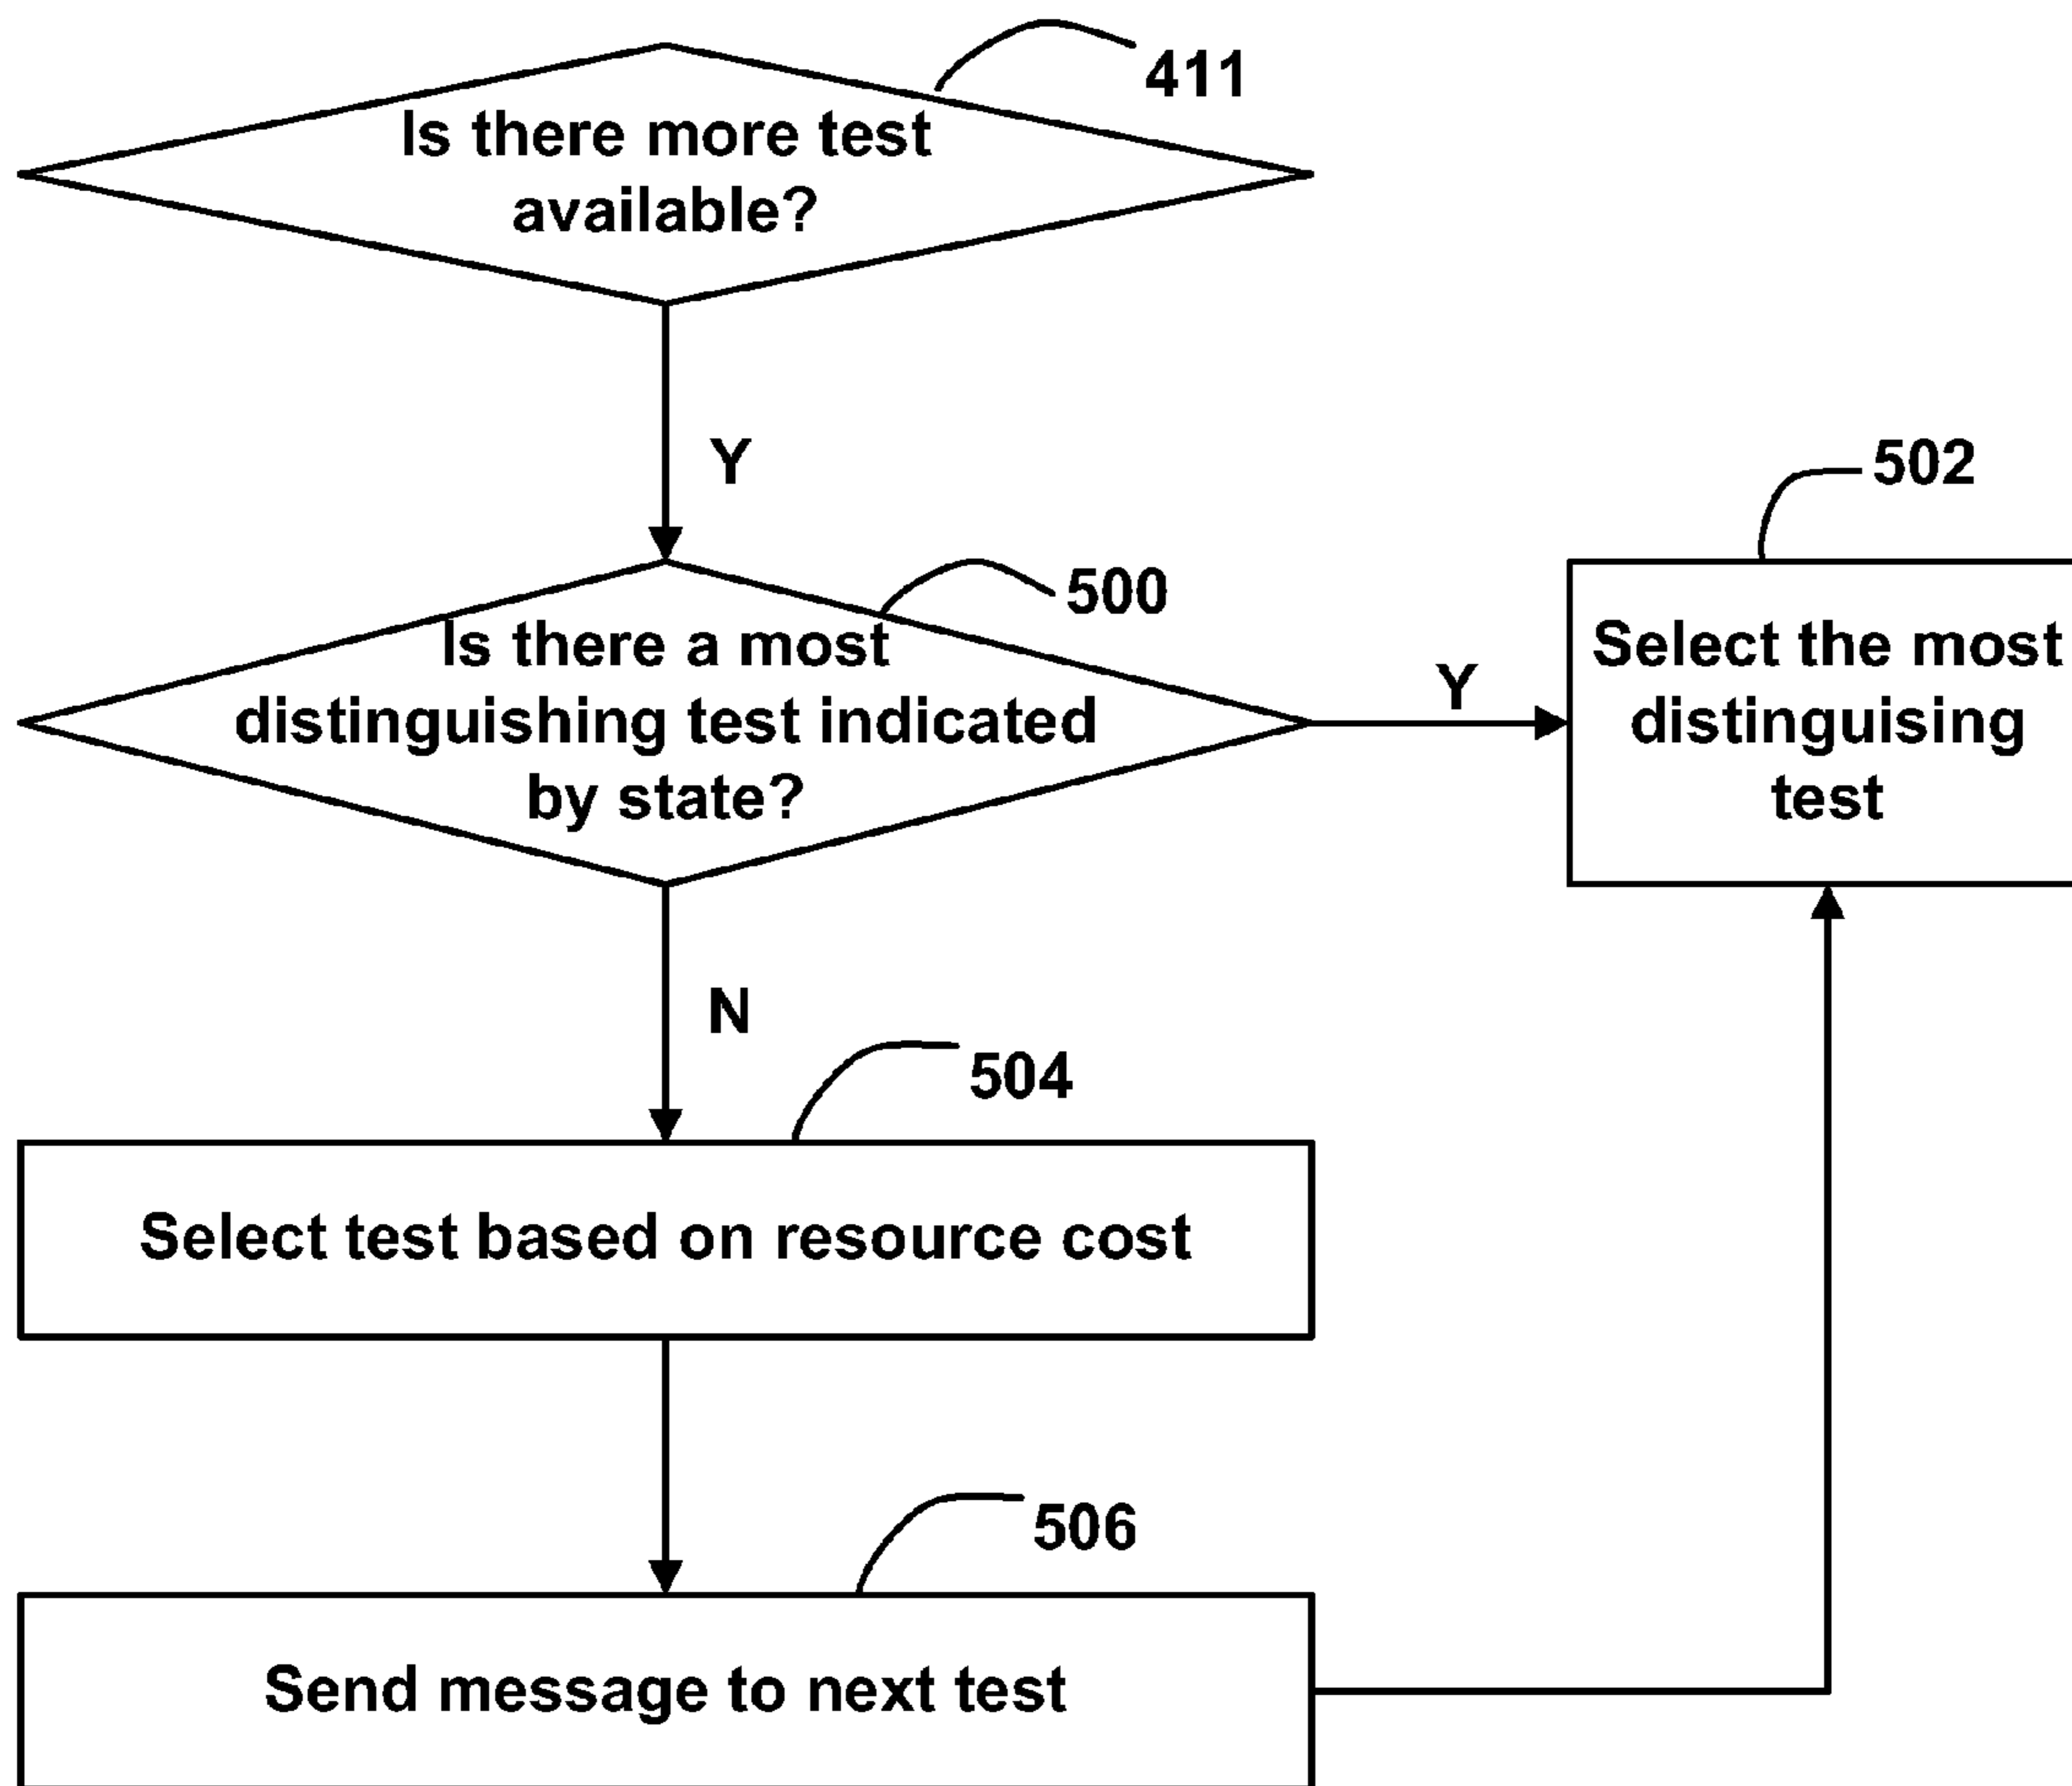 411
Is there more test
available?
Y
502
500
Is there a most
distinguishing test indicated
by state?
Y
Select the most
distinguising
test
N
504
Select test based on resource cost
506
Send message to next test